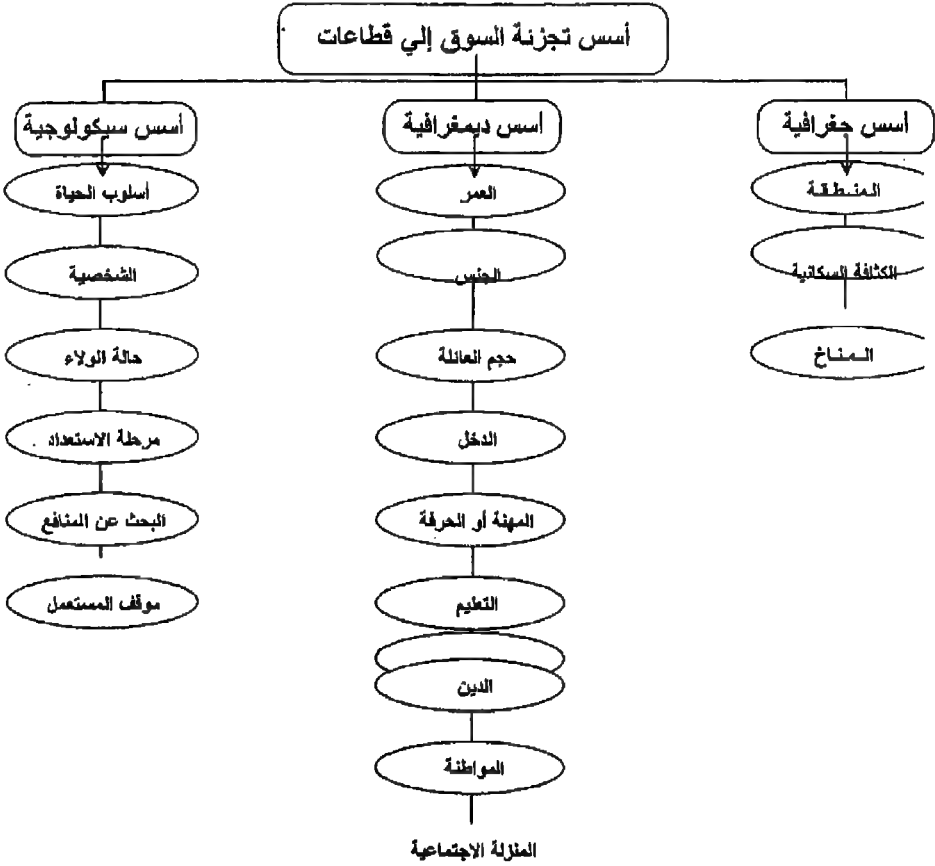 أسس تجزئة السوق إلي قطاعات
أسس جغرافية
المنطقة
الكثافة السكانية
المناخ
أسس ديمغرافية
العمر
الجنس
حجم العائلة
الدخل
المهنة أو الحرفة
التعليم
الدين
المواطنة
المنزلة الاجتماعية
أسس سيكولوجية
أسلوب الحياة
الشخصية
حالة الولاء
مرحلة الاستعداد
البحث عن المنافع
موقف المستعمل